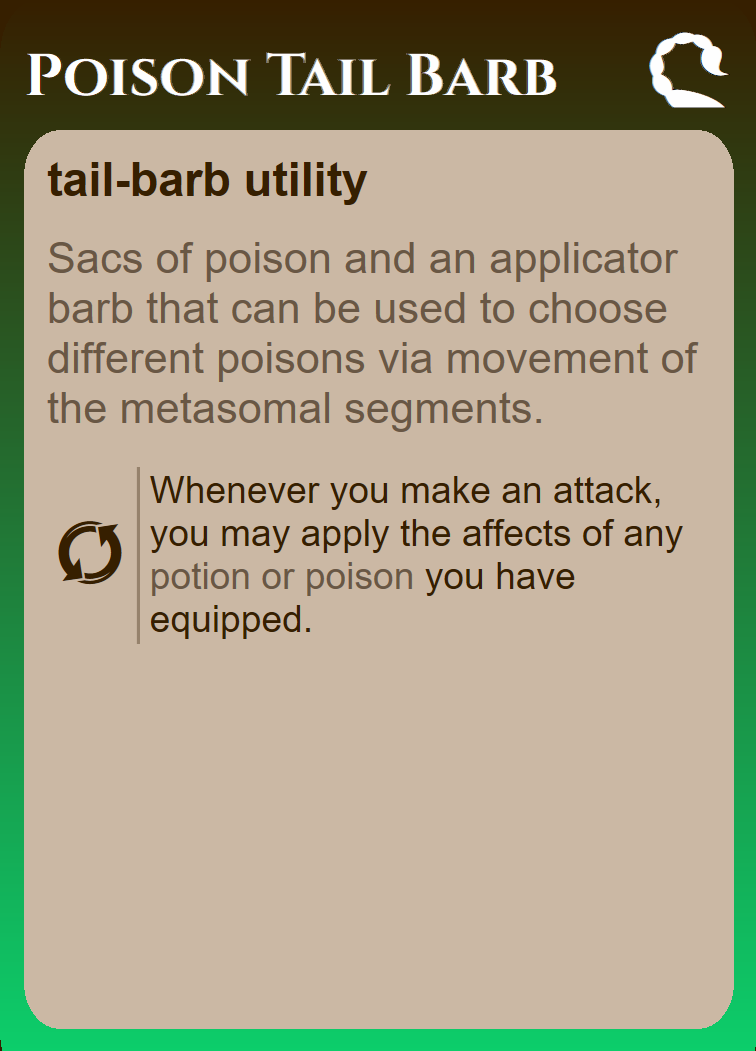 Poison Tail Barb
tail-barb utility
Sacs of poison and an applicator
barb that can be used to choose
different poisons via movement of
the metasomal segments.
Whenever you make an attack,
you may apply the affects of any
potion or poison you have
equipped.